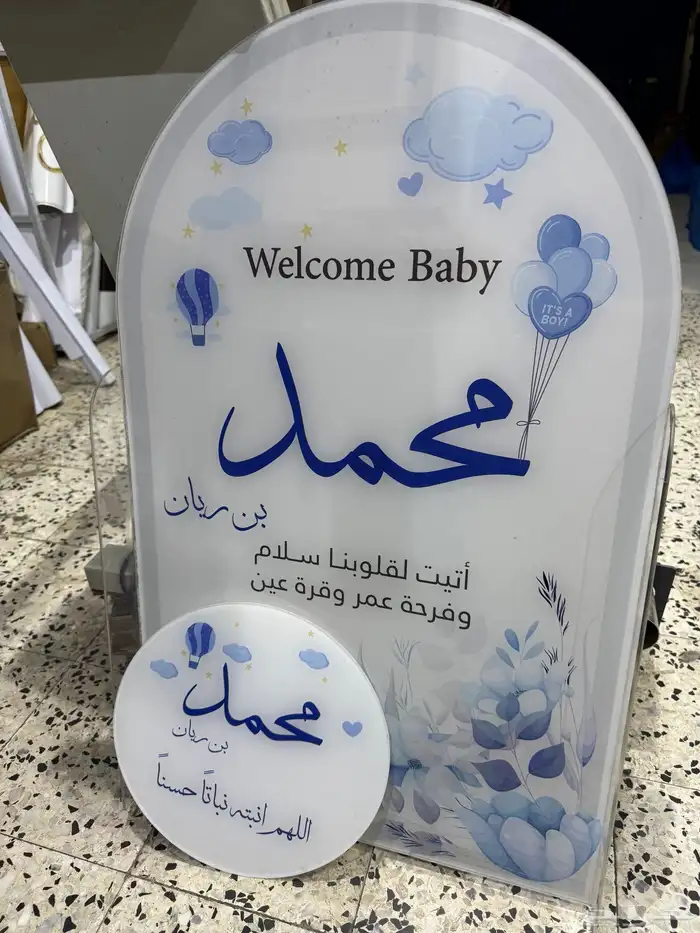 Welcome Baby
IT'S A
BOY!
محمد
بن ريان
أتيت لقلوبنا سلام
وفرحة عمر وقرة عين
محمد
بن ريان
اللهم انبته نباتاً حسناً